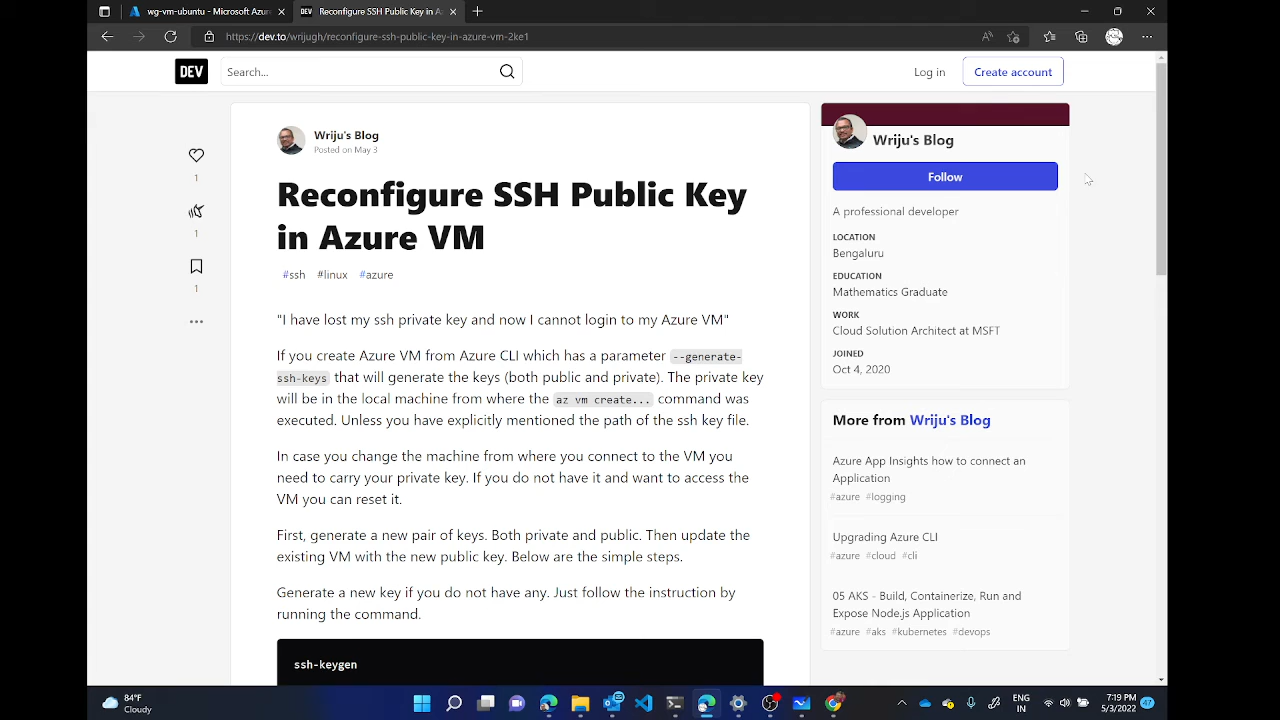 wg-vm-ubuntu - Microsoft Azure
DEV Reconfigure SSH Public Key in A
https://dev.to/wrijugh/reconfigure-ssh-public-key-in-azure-vm-2ke1
DEV
Search...
Log in
Create account
1
1
1
Wriju's Blog
Posted on May 3
Reconfigure SSH Public Key
in Azure VM
#ssh #linux #azure
"I have lost my ssh private key and now I cannot login to my Azure VM"
If you create Azure VM from Azure CLI which has a parameter --generate-
ssh-keys that will generate the keys (both public and private). The private key
will be in the local machine from where the az vm create... command was
executed. Unless you have explicitly mentioned the path of the ssh key file.
In case you change the machine from where you connect to the VM you
need to carry your private key. If you do not have it and want to access the
VM you can reset it.
First, generate a new pair of keys. Both private and public. Then update the
existing VM with the new public key. Below are the simple steps.
Generate a new key if you do not have any. Just follow the instruction by
running the command.
ssh-keygen
Wriju's Blog
Follow
A professional developer
LOCATION
Bengaluru
EDUCATION
Mathematics Graduate
WORK
Cloud Solution Architect at MSFT
JOINED
Oct 4, 2020
More from Wriju's Blog
Azure App Insights how to connect an
Application
#azure #logging
Upgrading Azure CLI
#azure #cloud #cli
05 AKS - Build, Containerize, Run and
Expose Node.js Application
#azure #aks #kubernetes #devops
84°F
Cloudy
ENG
IN
7:19 PM
5/3/2022
47